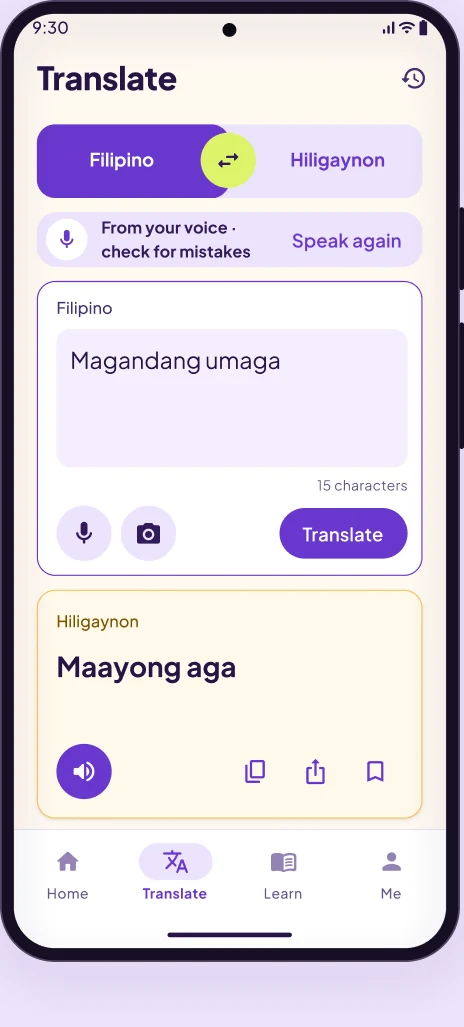 9:30
Translate
Filipino
Hiligaynon
From your voice ·
check for mistakes
Speak again
Filipino
Magandang umaga
15 characters
Translate
Hiligaynon
Maayong aga
Home
Translate
Learn
Me